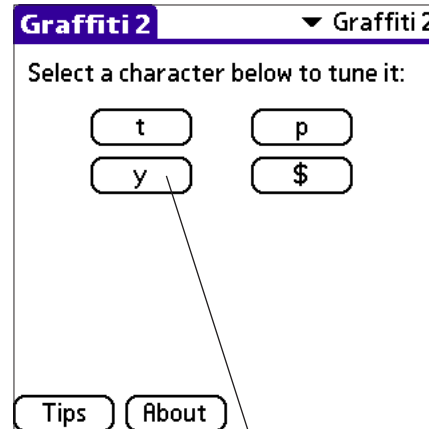 Graffiti 2 Graffiti 2
Select a character below to tune it:
t p
y $
Tips About